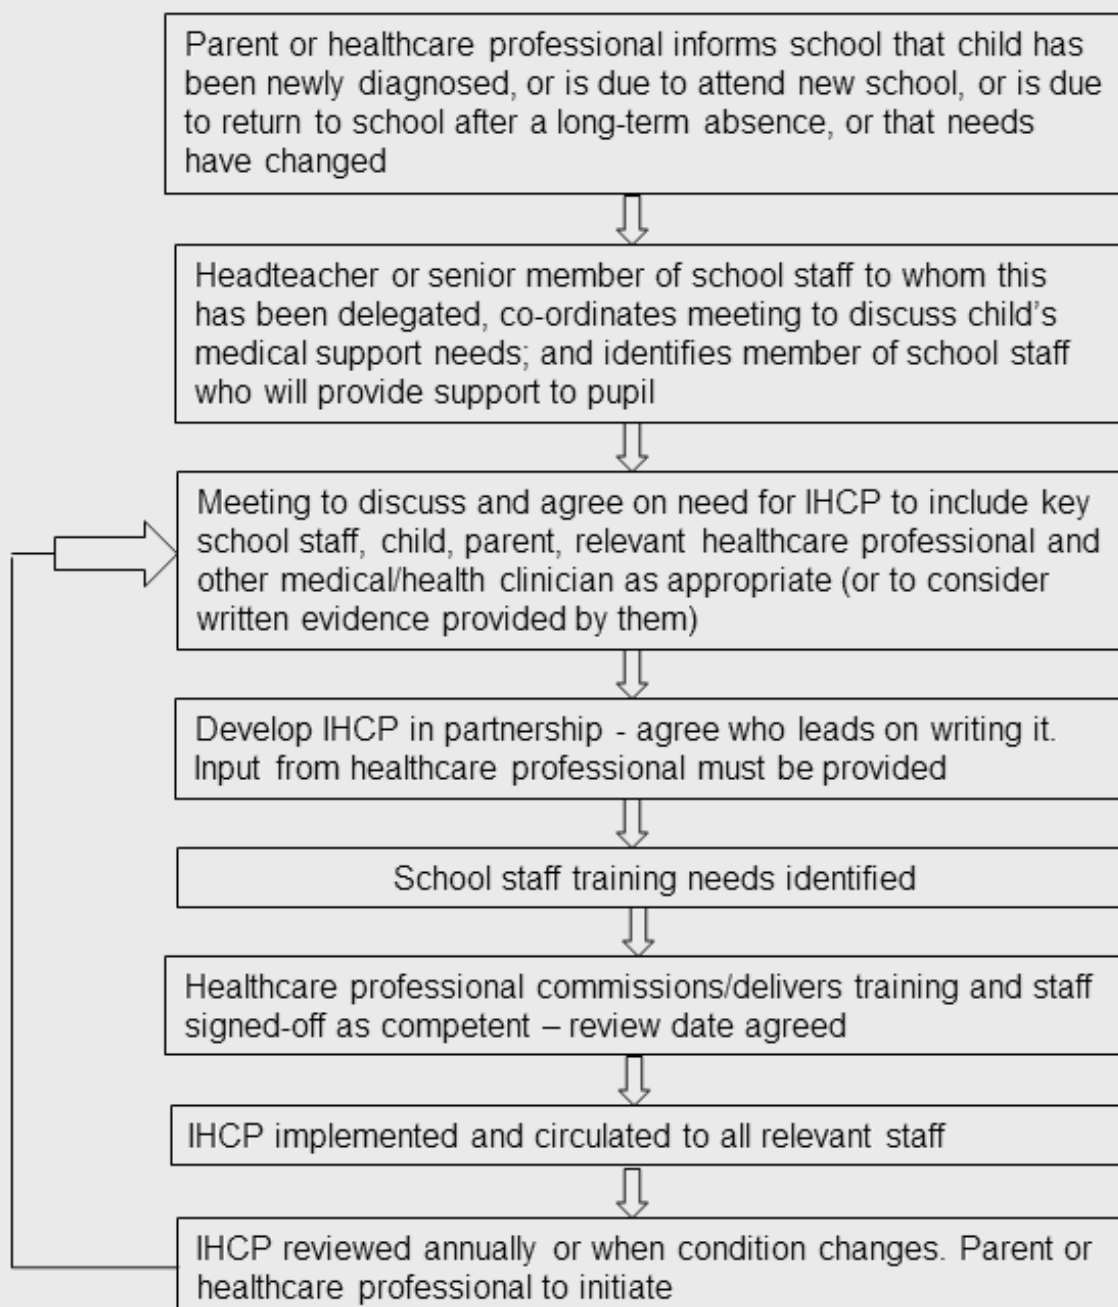 Parent or healthcare professional informs school that child has
been newly diagnosed, or is due to attend new school, or is due
to return to school after a long-term absence, or that needs
have changed
Headteacher or senior member of school staff to whom this
has been delegated, co-ordinates meeting to discuss child's
medical support needs; and identifies member of school staff
who will provide support to pupil
Meeting to discuss and agree on need for IHCP to include key
school staff, child, parent, relevant healthcare professional and
other medical/health clinician as appropriate (or to consider
written evidence provided by them)
Develop IHCP in partnership - agree who leads on writing it.
Input from healthcare professional must be provided
School staff training needs identified
Healthcare professional commissions/delivers training and staff
signed-off as competent – review date agreed
IHCP implemented and circulated to all relevant staff
IHCP reviewed annually or when condition changes. Parent or
healthcare professional to initiate